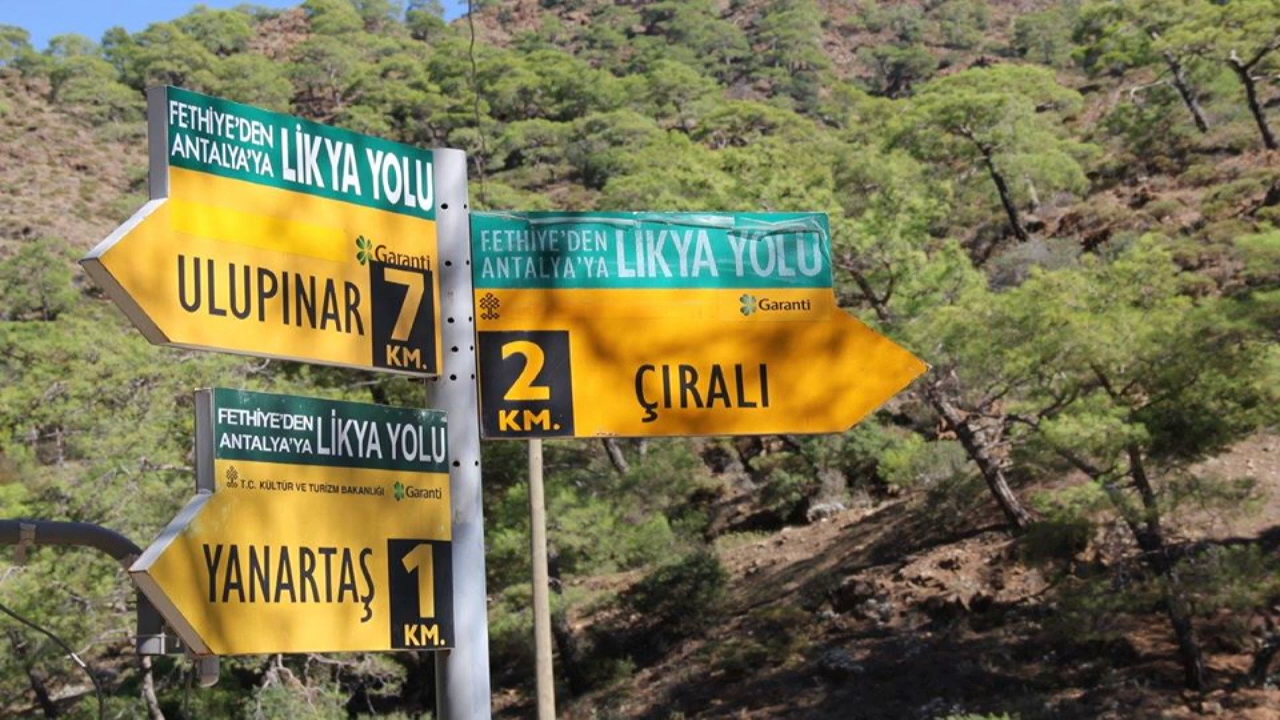 FETHİYE'DEN
ANTALYA'YA
LİKYA YOLU
Garanti
ULUPINAR
7
KM.
FETHİYE'DEN
ANTALYA'YA
LİKYA YOLU
Garanti
2
KM.
ÇIRALI
FETHİYE'DEN
ANTALYA'YA
LİKYA YOLU
T.C. KÜLTÜR VE TURİZM BAKANLIĞI
Garanti
YANARTAŞ
1
KM.